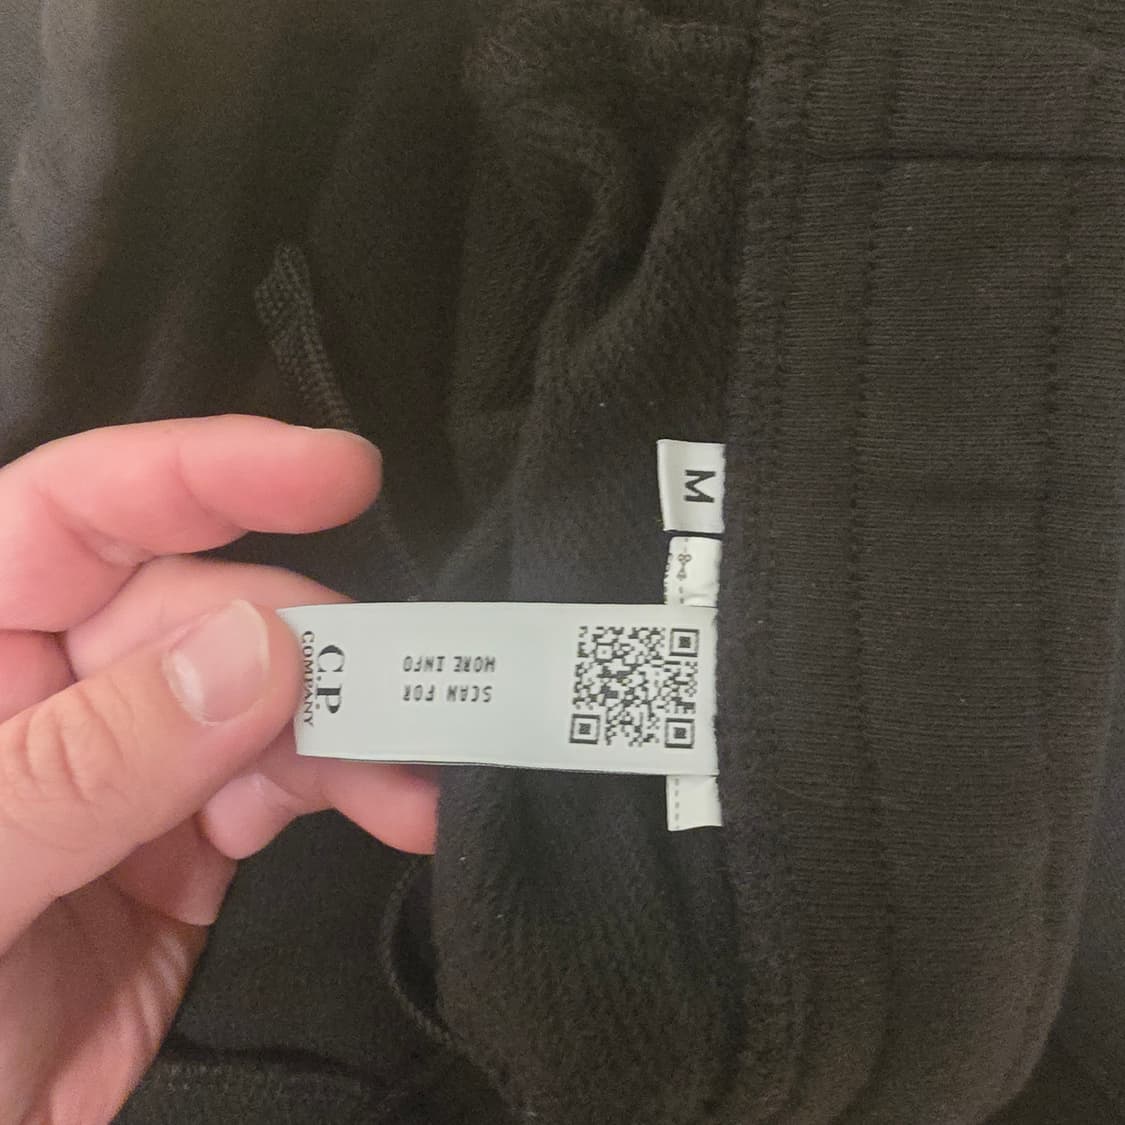 M
SCAN FOR
MORE INFO
C.P.
COMPANY